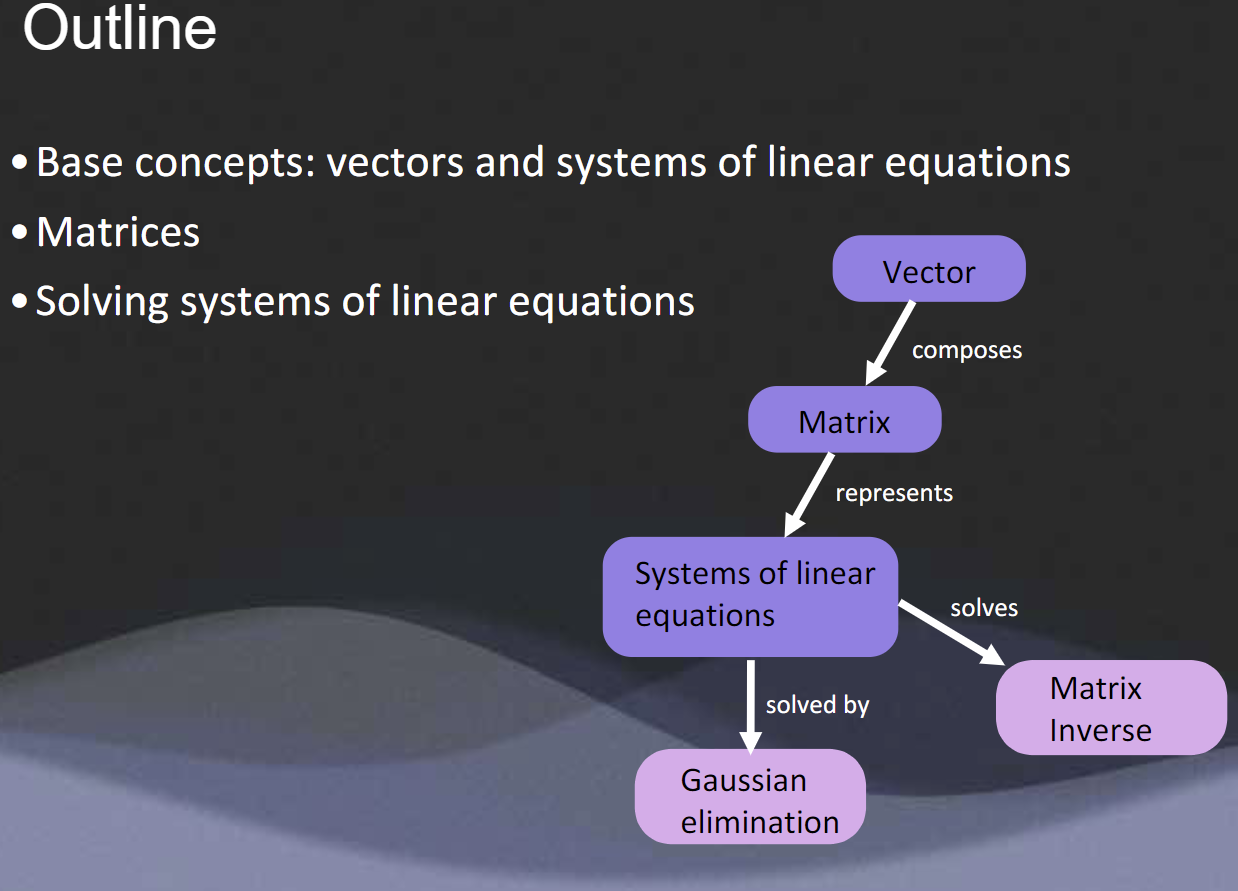 Outline
•Base concepts: vectors and systems of linear equations
•Matrices
•Solving systems of linear equations
Vector
composes
Matrix
represents
Systems of linear
equations
solves
Matrix
Inverse
solved by
Gaussian
elimination